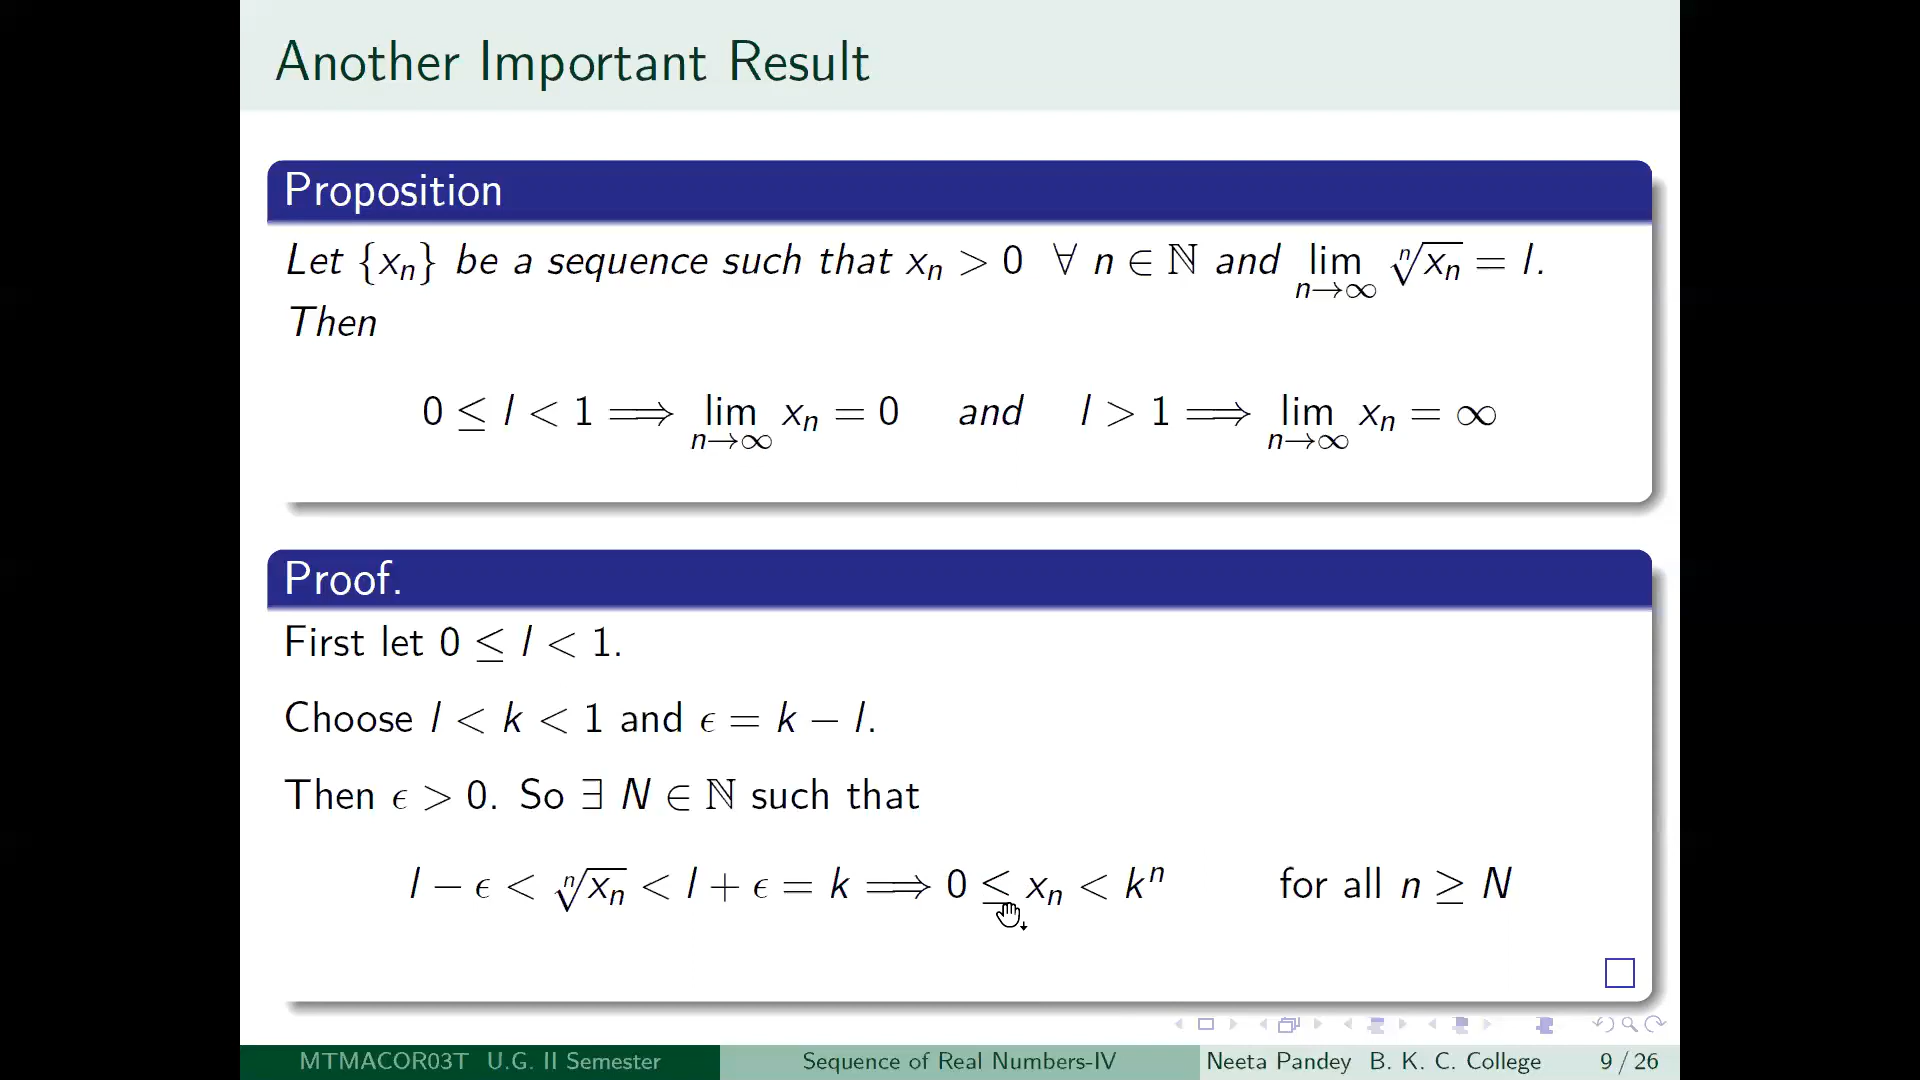 Another Important Result
Proposition
Let {xₙ} be a sequence such that xₙ > 0 ∀ n ∈ ℕ and lim_{n→∞} ⁿ√xₙ = l.
Then
0 ≤ l < 1 ⟹ lim_{n→∞} xₙ = 0 and l > 1 ⟹ lim_{n→∞} xₙ = ∞
Proof.
First let 0 ≤ l < 1.
Choose l < k < 1 and ϵ = k − l.
Then ϵ > 0. So ∃ N ∈ ℕ such that
l − ϵ < ⁿ√xₙ < l + ϵ = k ⟹ 0 ≤ xₙ < kⁿ for all n ≥ N
MTMACOR03T U.G. II Semester Sequence of Real Numbers-IV Neeta Pandey B. K. C. College 9 / 26